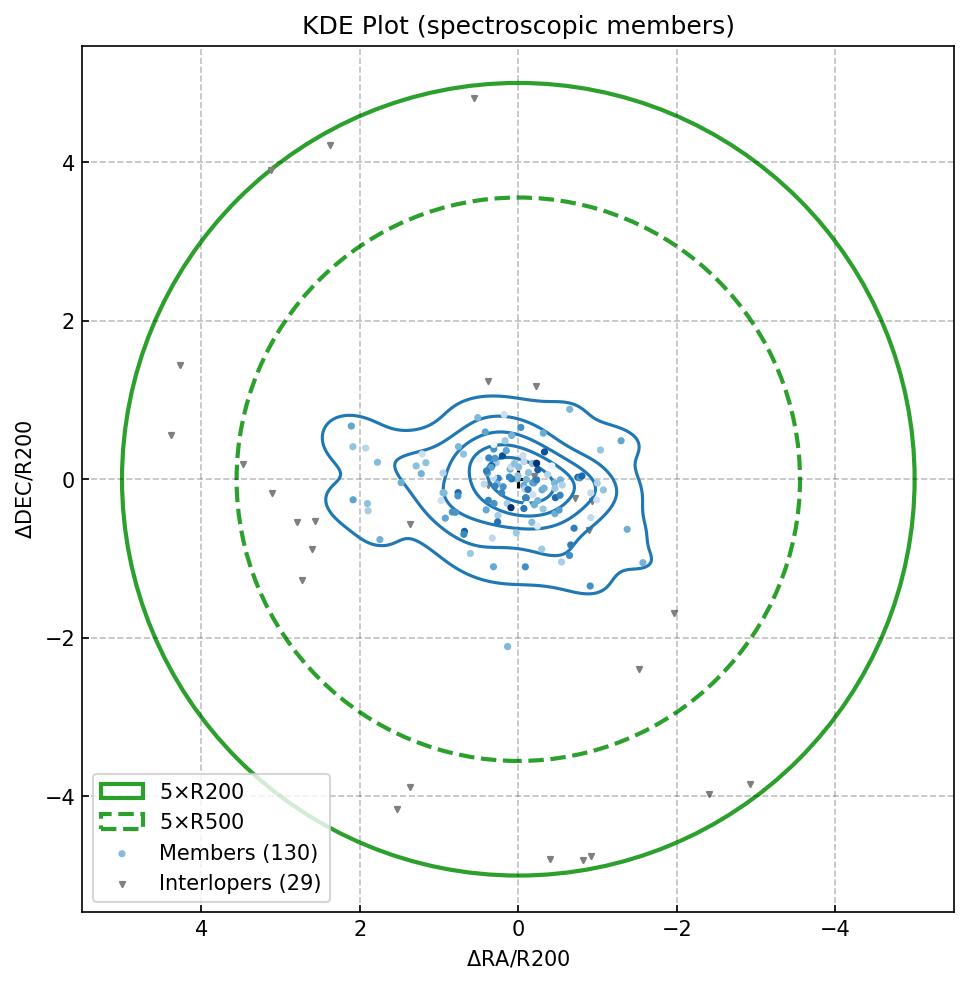 KDE Plot (spectroscopic members)
ΔDEC/R200
4
2
0
−2
−4
5×R200
5×R500
Members (130)
Interlopers (29)
4
2
0
−2
−4
ΔRA/R200